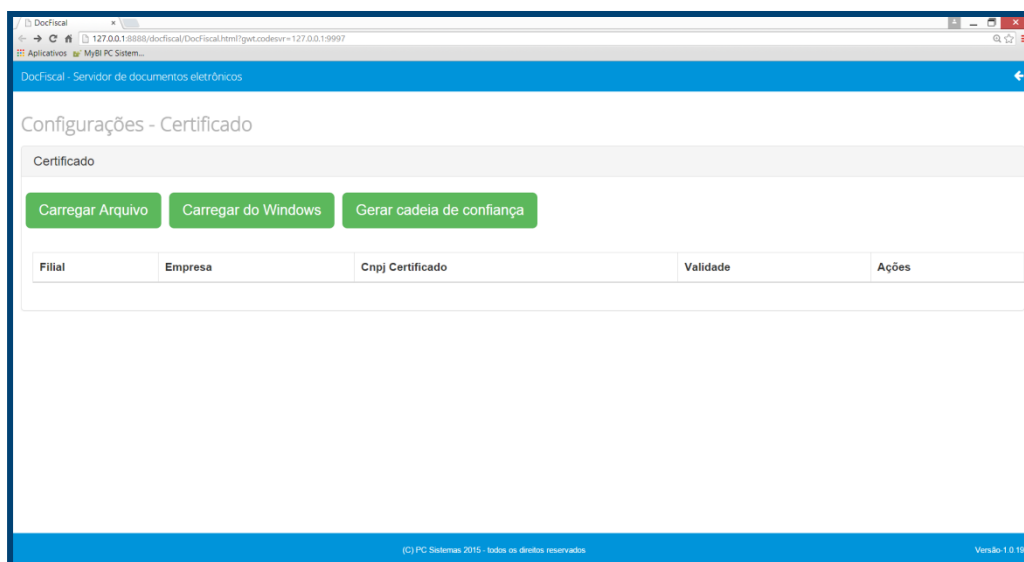 DocFiscal
127.0.0.1:8888/docfiscal/DocFiscal.html?gwt.codesvr=127.0.0.1:9997
Aplicativos MyBI PC Sistem...
DocFiscal - Servidor de documentos eletrônicos
Configurações - Certificado
Certificado
Carregar Arquivo Carregar do Windows Gerar cadeia de confiança
Filial Empresa Cnpj Certificado Validade Ações
(C) PC Sistemas 2015 - todos os direitos reservados Versão-1.0.19